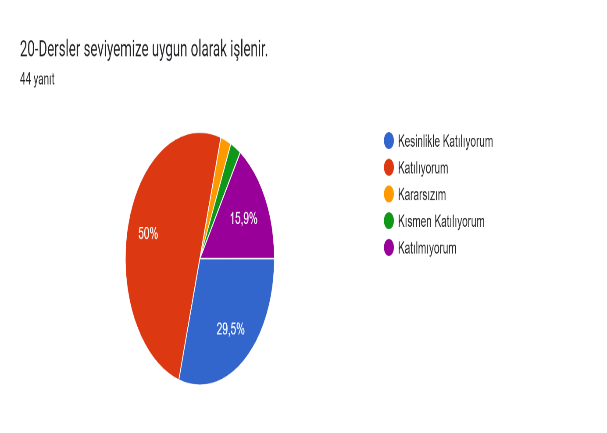 20-Dersler seviyemize uygun olarak işlenir.
44 yanıt
Kesinlikle Katılıyorum
Katılıyorum
Kararsızım
Kısmen Katılıyorum
Katılmıyorum
50%
15,9%
29,5%